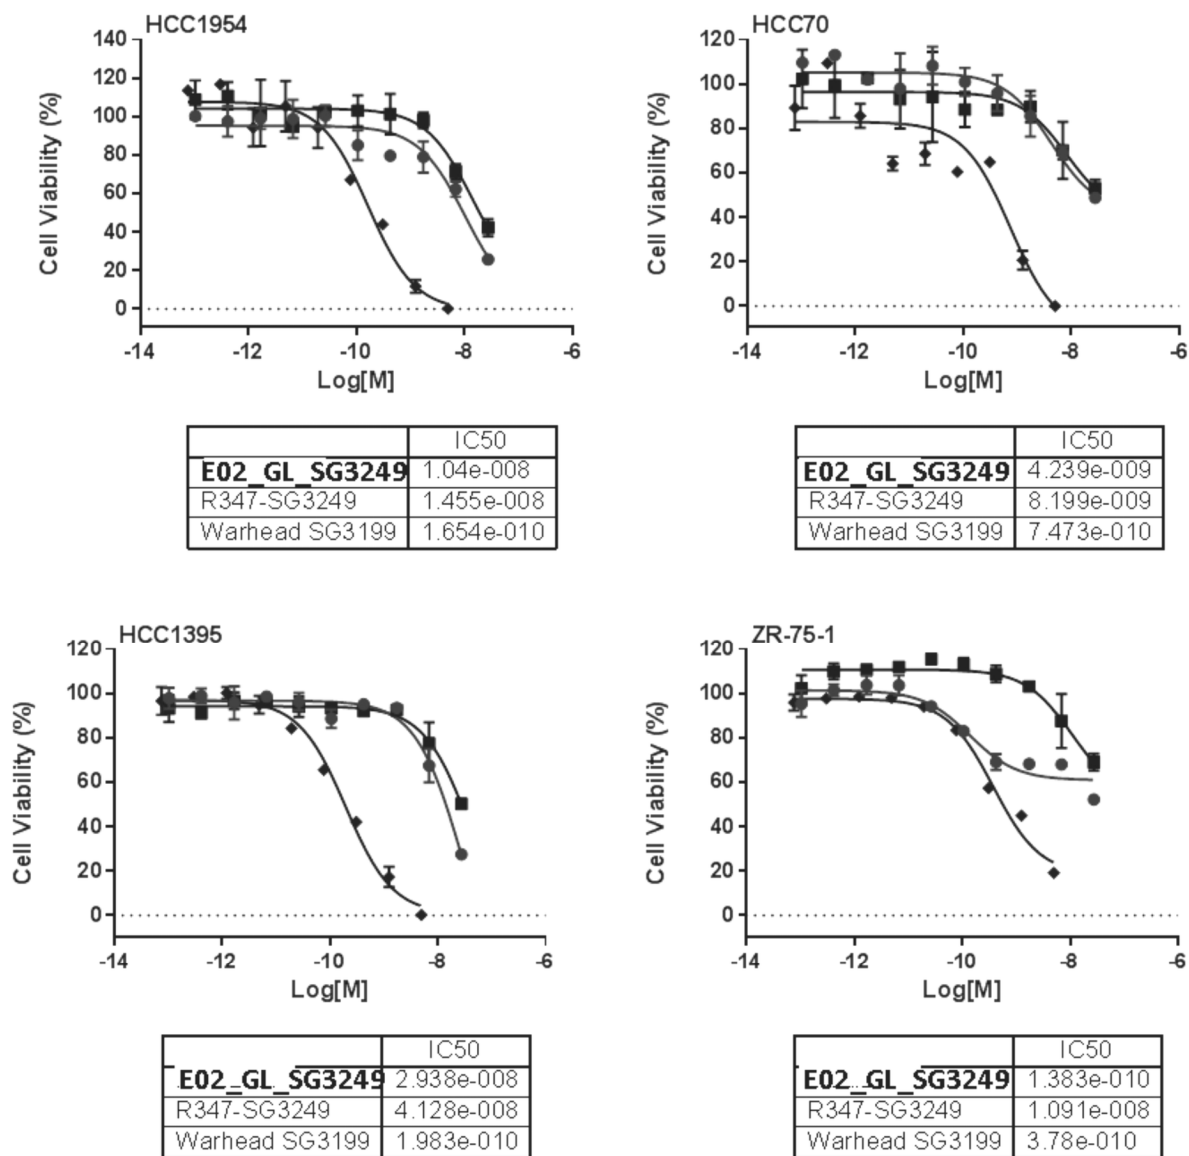 HCC1954
140
120
100
80
60
40
20
0
Cell Viability (%)
-14 -12 -10 -8 -6
Log[M]
IC50
E02_GL_SG3249 1.04e-008
R347-SG3249 1.455e-008
Warhead SG3199 1.654e-010
HCC70
120
100
80
60
40
20
0
Cell Viability (%)
-14 -12 -10 -8 -6
Log[M]
IC50
E02_GL_SG3249 4.239e-009
R347-SG3249 8.199e-009
Warhead SG3199 7.473e-010
HCC1395
120
100
80
60
40
20
0
Cell Viability (%)
-14 -12 -10 -8 -6
Log[M]
IC50
E02_GL_SG3249 2.938e-008
R347-SG3249 4.128e-008
Warhead SG3199 1.983e-010
ZR-75-1
120
100
80
60
40
20
0
Cell Viability (%)
-14 -12 -10 -8 -6
Log[M]
IC50
E02_GL_SG3249 1.383e-010
R347-SG3249 1.091e-008
Warhead SG3199 3.78e-010